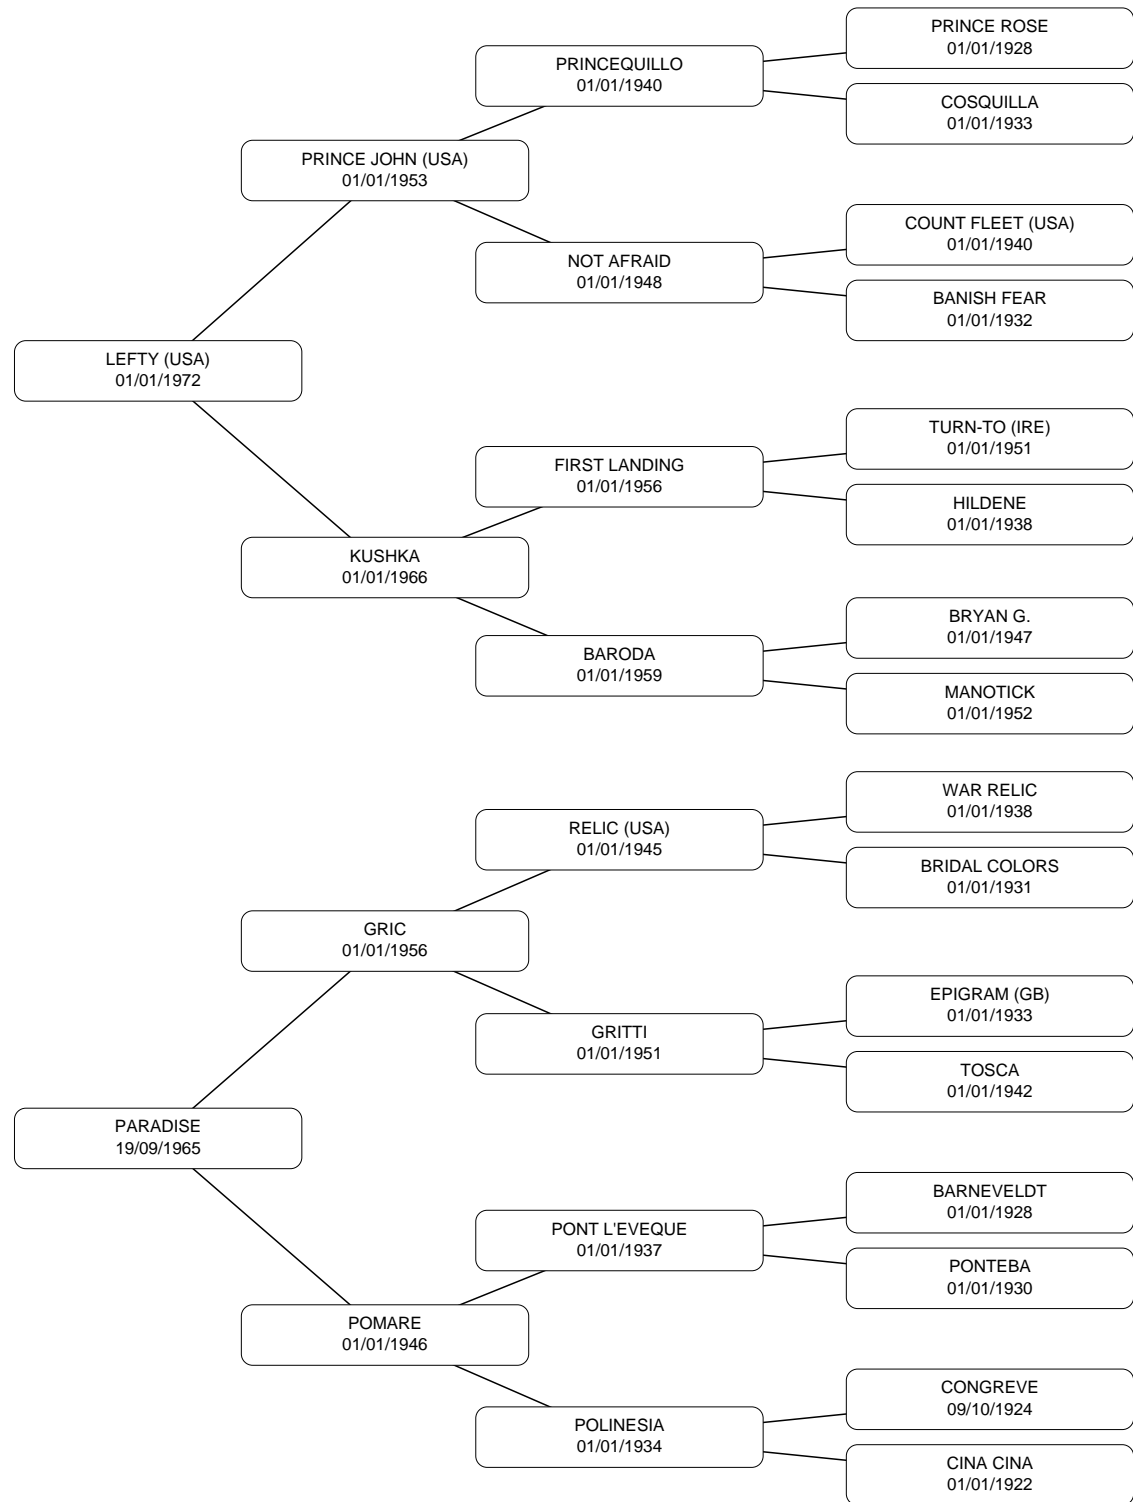 PRINCE ROSE
01/01/1928
PRINCEQUILLO
01/01/1940
COSQUILLA
01/01/1933
PRINCE JOHN (USA)
01/01/1953
COUNT FLEET (USA)
01/01/1940
NOT AFRAID
01/01/1948
BANISH FEAR
01/01/1932
LEFTY (USA)
01/01/1972
TURN-TO (IRE)
01/01/1951
FIRST LANDING
01/01/1956
HILDENE
01/01/1938
KUSHKA
01/01/1966
BRYAN G.
01/01/1947
BARODA
01/01/1959
MANOTICK
01/01/1952
WAR RELIC
01/01/1938
RELIC (USA)
01/01/1945
BRIDAL COLORS
01/01/1931
GRIC
01/01/1956
EPIGRAM (GB)
01/01/1933
GRITTI
01/01/1951
TOSCA
01/01/1942
PARADISE
19/09/1965
BARNEVELDT
01/01/1928
PONT L'EVEQUE
01/01/1937
PONTEBA
01/01/1930
POMARE
01/01/1946
CONGREVE
09/10/1924
POLINESIA
01/01/1934
CINA CINA
01/01/1922